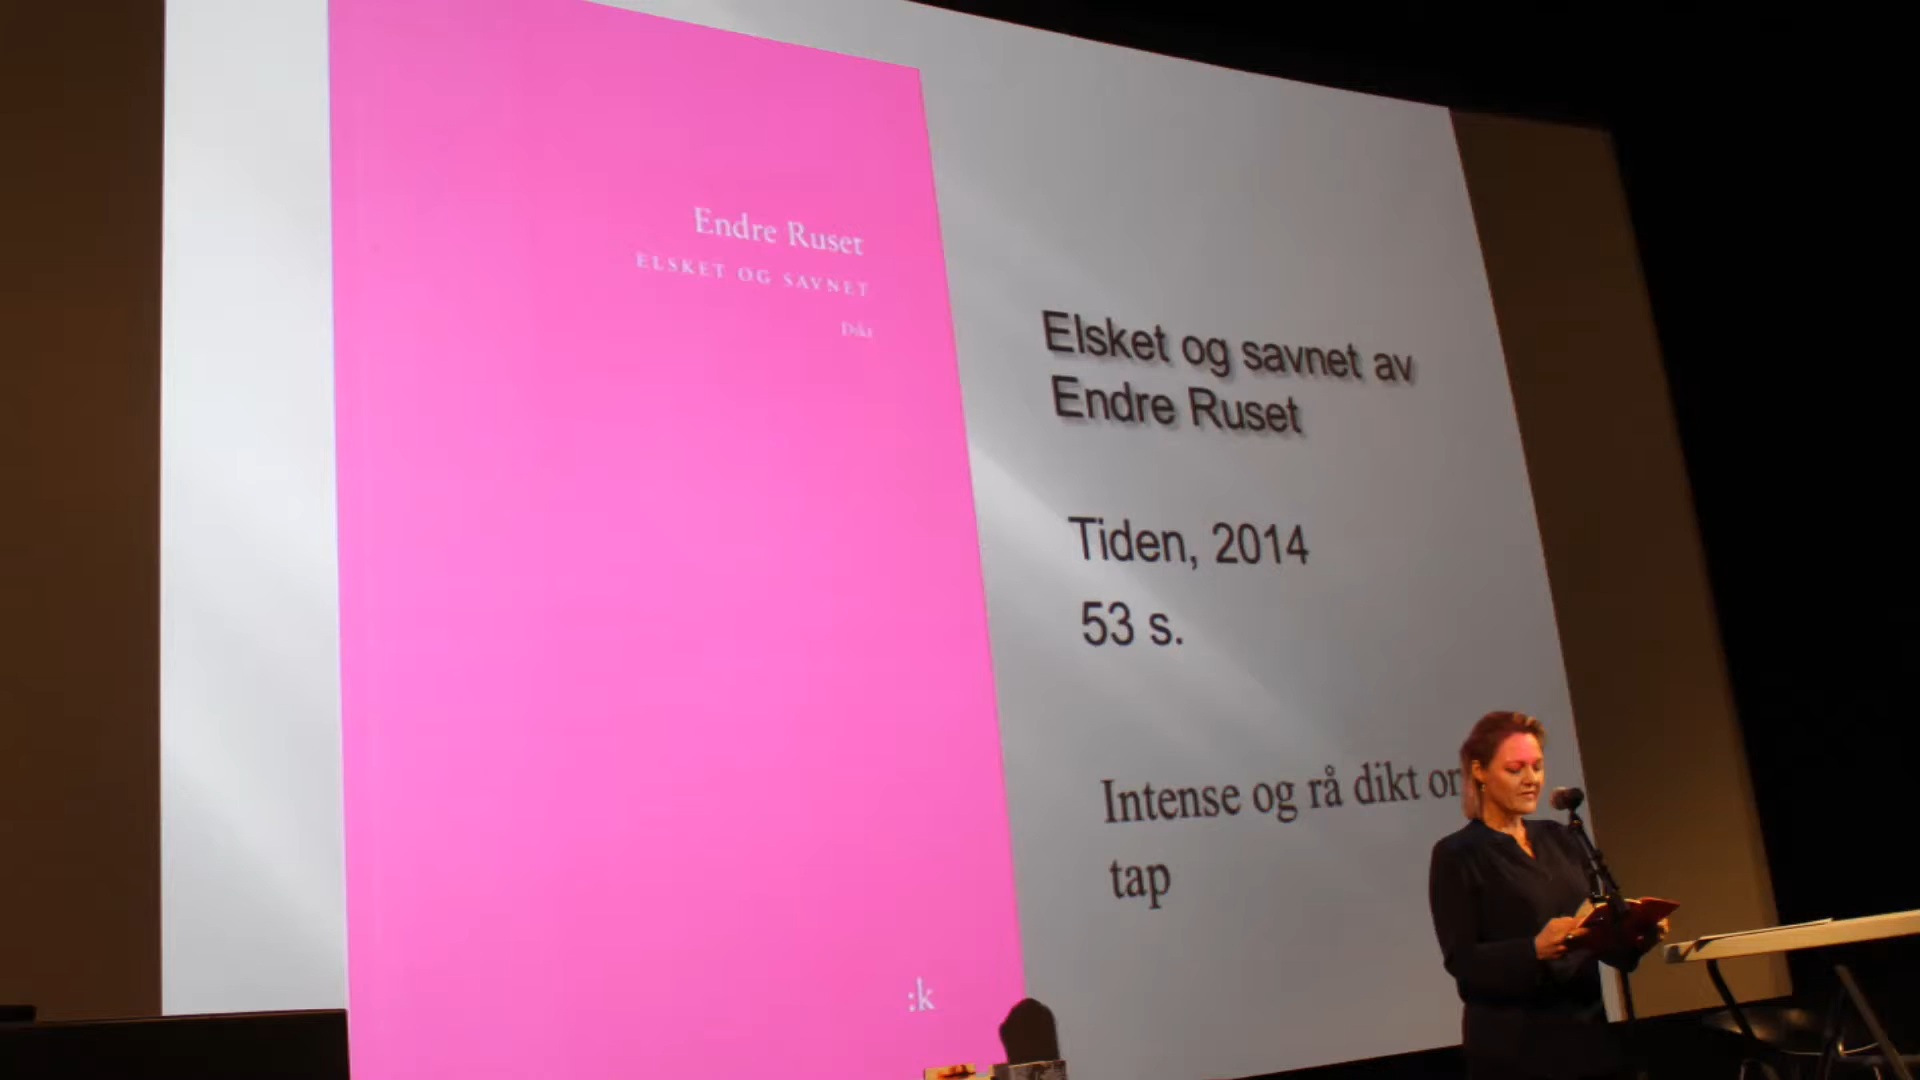 Endre Ruset
ELSKET OG SAVNET
Dikt
:k
Elsket og savnet av
Endre Ruset
Tiden, 2014
53 s.
Intense og rå dikt
tap